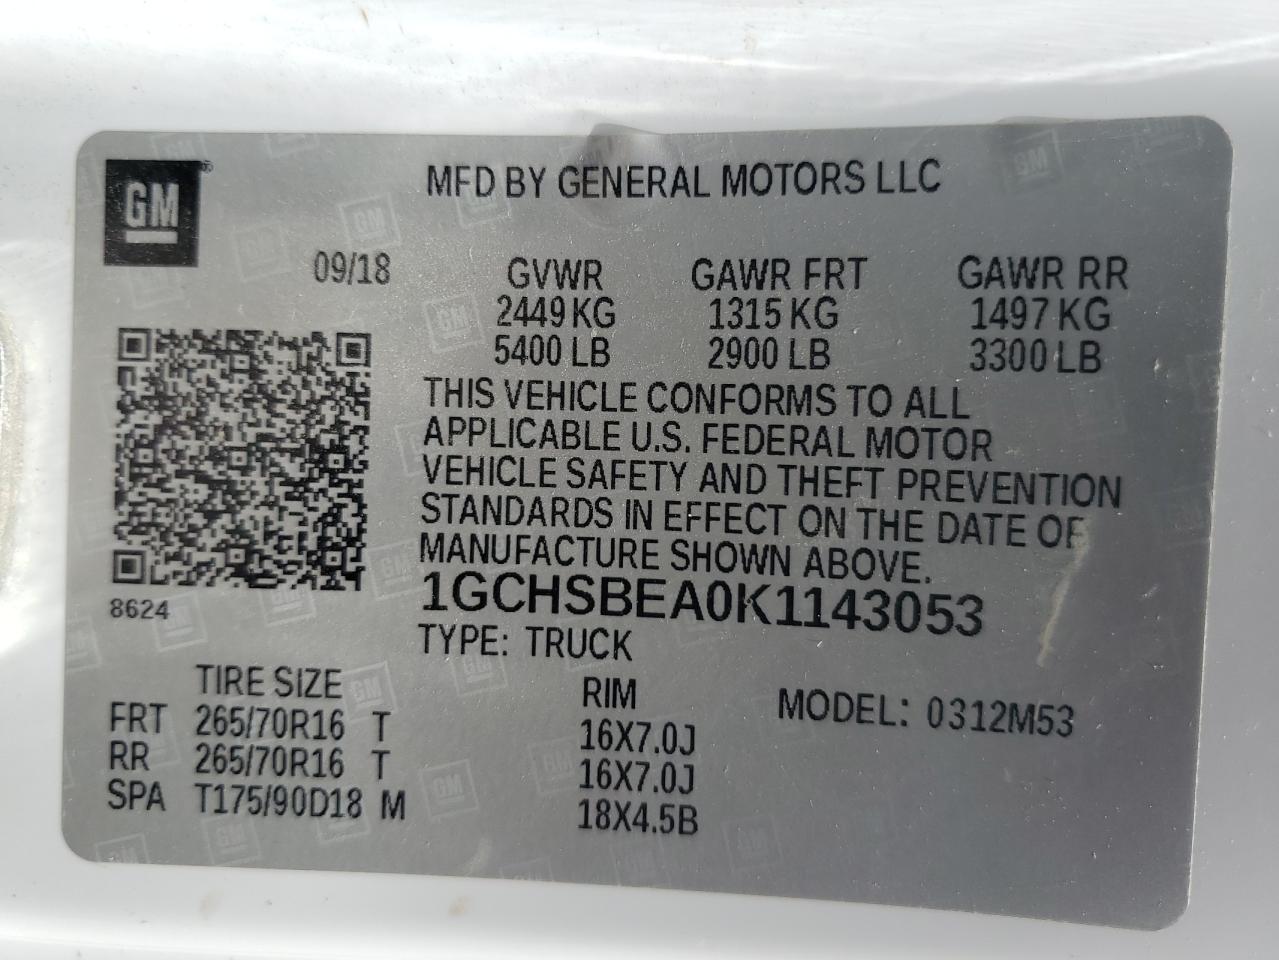 GM ®
MFD BY GENERAL MOTORS LLC
09/18 GVWR GAWR FRT GAWR RR
2449 KG 1315 KG 1497 KG
5400 LB 2900 LB 3300 LB
THIS VEHICLE CONFORMS TO ALL
APPLICABLE U.S. FEDERAL MOTOR
VEHICLE SAFETY AND THEFT PREVENTION
STANDARDS IN EFFECT ON THE DATE OF
MANUFACTURE SHOWN ABOVE.
1GCHSBEA0K1143053
8624
TYPE: TRUCK
TIRE SIZE RIM MODEL: 0312M53
FRT 265/70R16 T 16X7.0J
RR 265/70R16 T 16X7.0J
SPA T175/90D18 M 18X4.5B